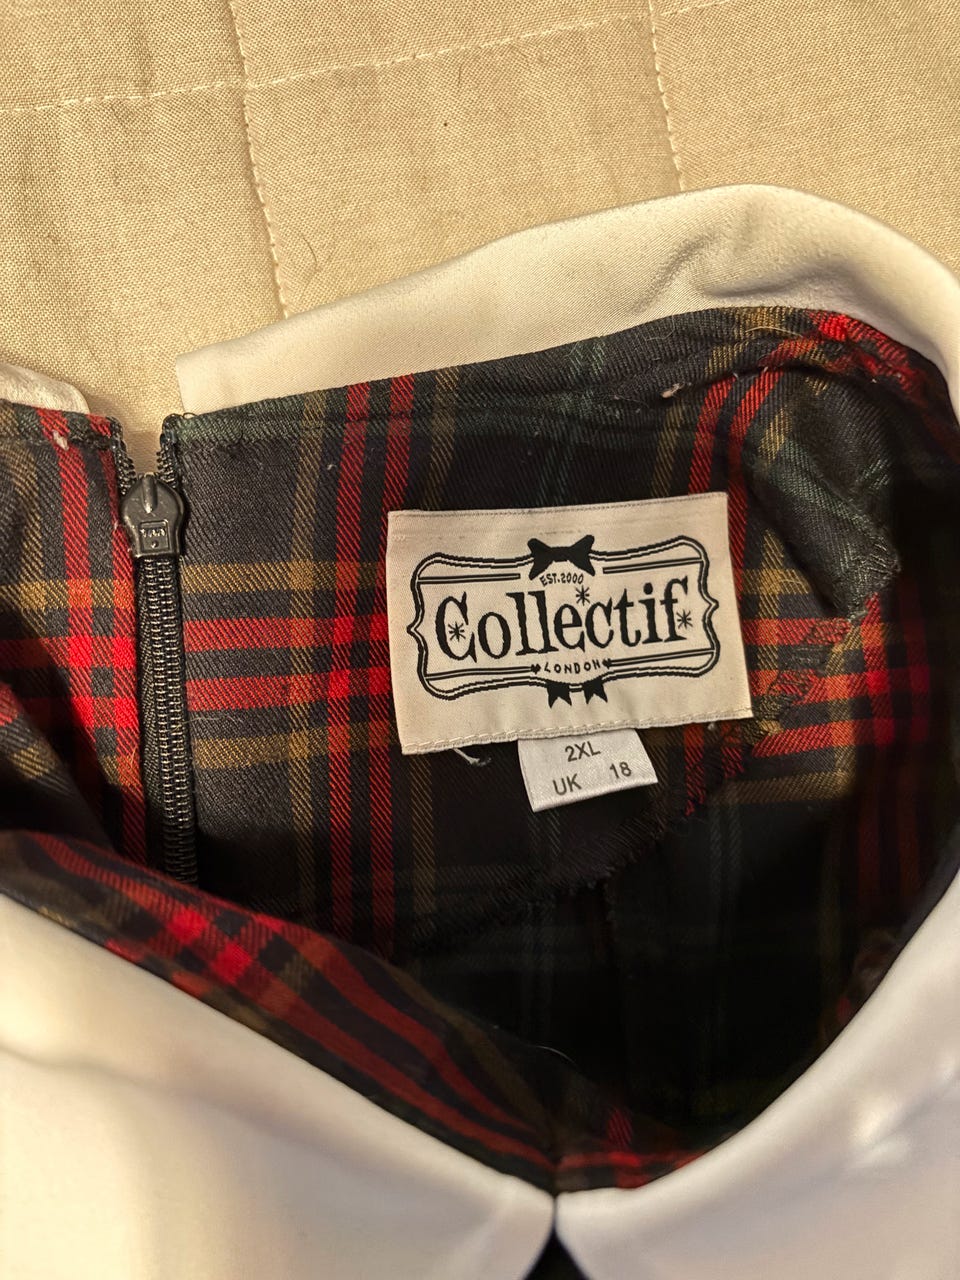 EST. 2000
Collectif
LONDON
2XL
UK 18